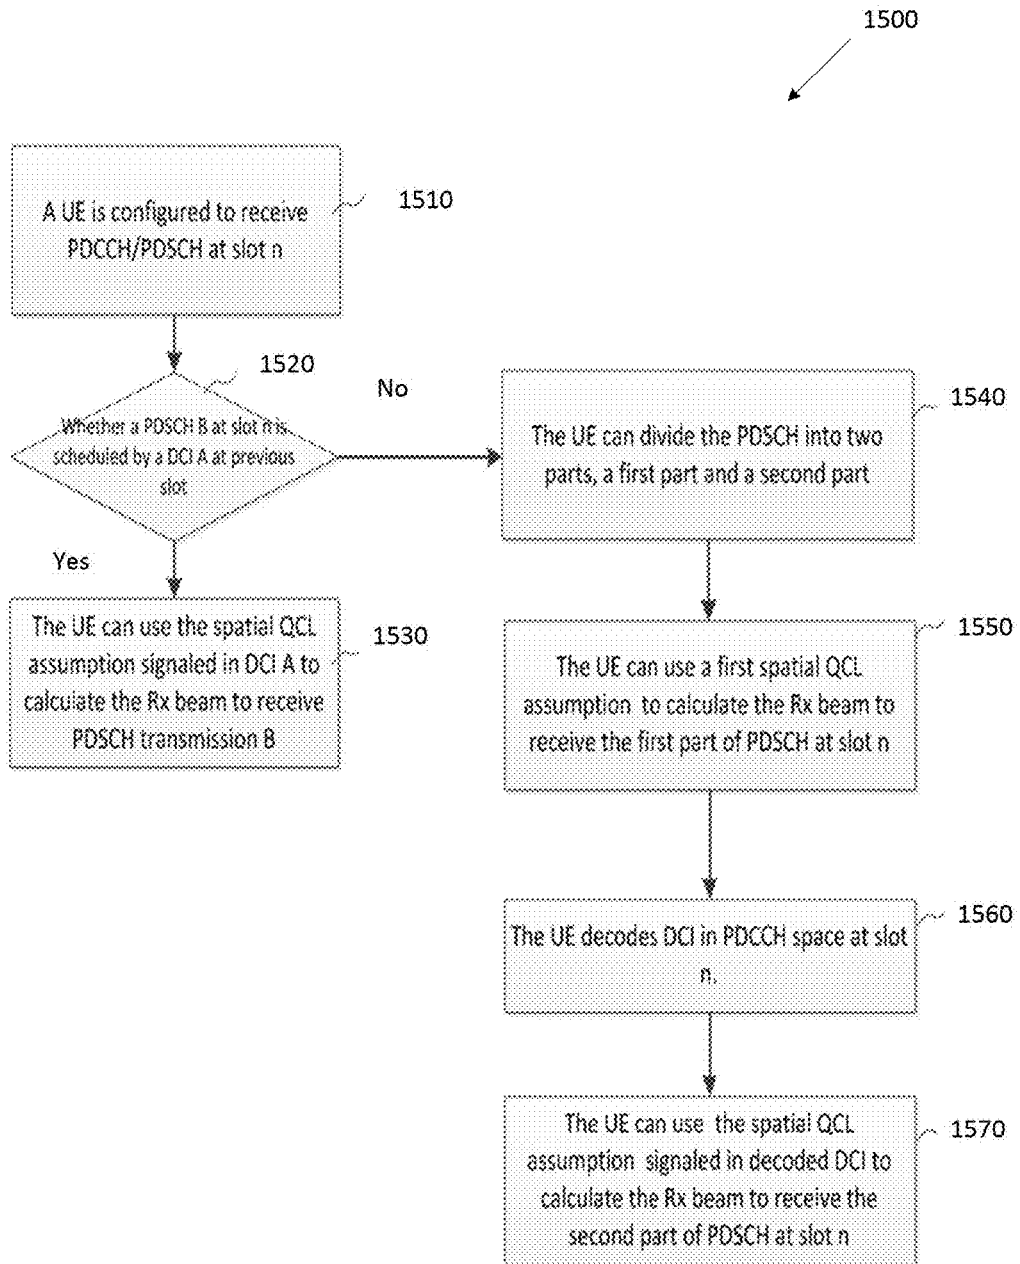 1500
A UE is configured to receive
PDCCH/PDSCH at slot n
1510
1520
Whether a PDSCH B at slot n is
scheduled by a DCI A at previous
slot
No
Yes
The UE can use the spatial QCL
assumption signaled in DCI A to
calculate the Rx beam to receive
PDSCH transmission B
1530
The UE can divide the PDSCH into two
parts, a first part and a second part
1540
The UE can use a first spatial QCL
assumption to calculate the Rx beam to
receive the first part of PDSCH at slot n
1550
The UE decodes DCI in PDCCH space at slot
n.
1560
The UE can use the spatial QCL
assumption signaled in decoded DCI to
calculate the Rx beam to receive the
second part of PDSCH at slot n
1570